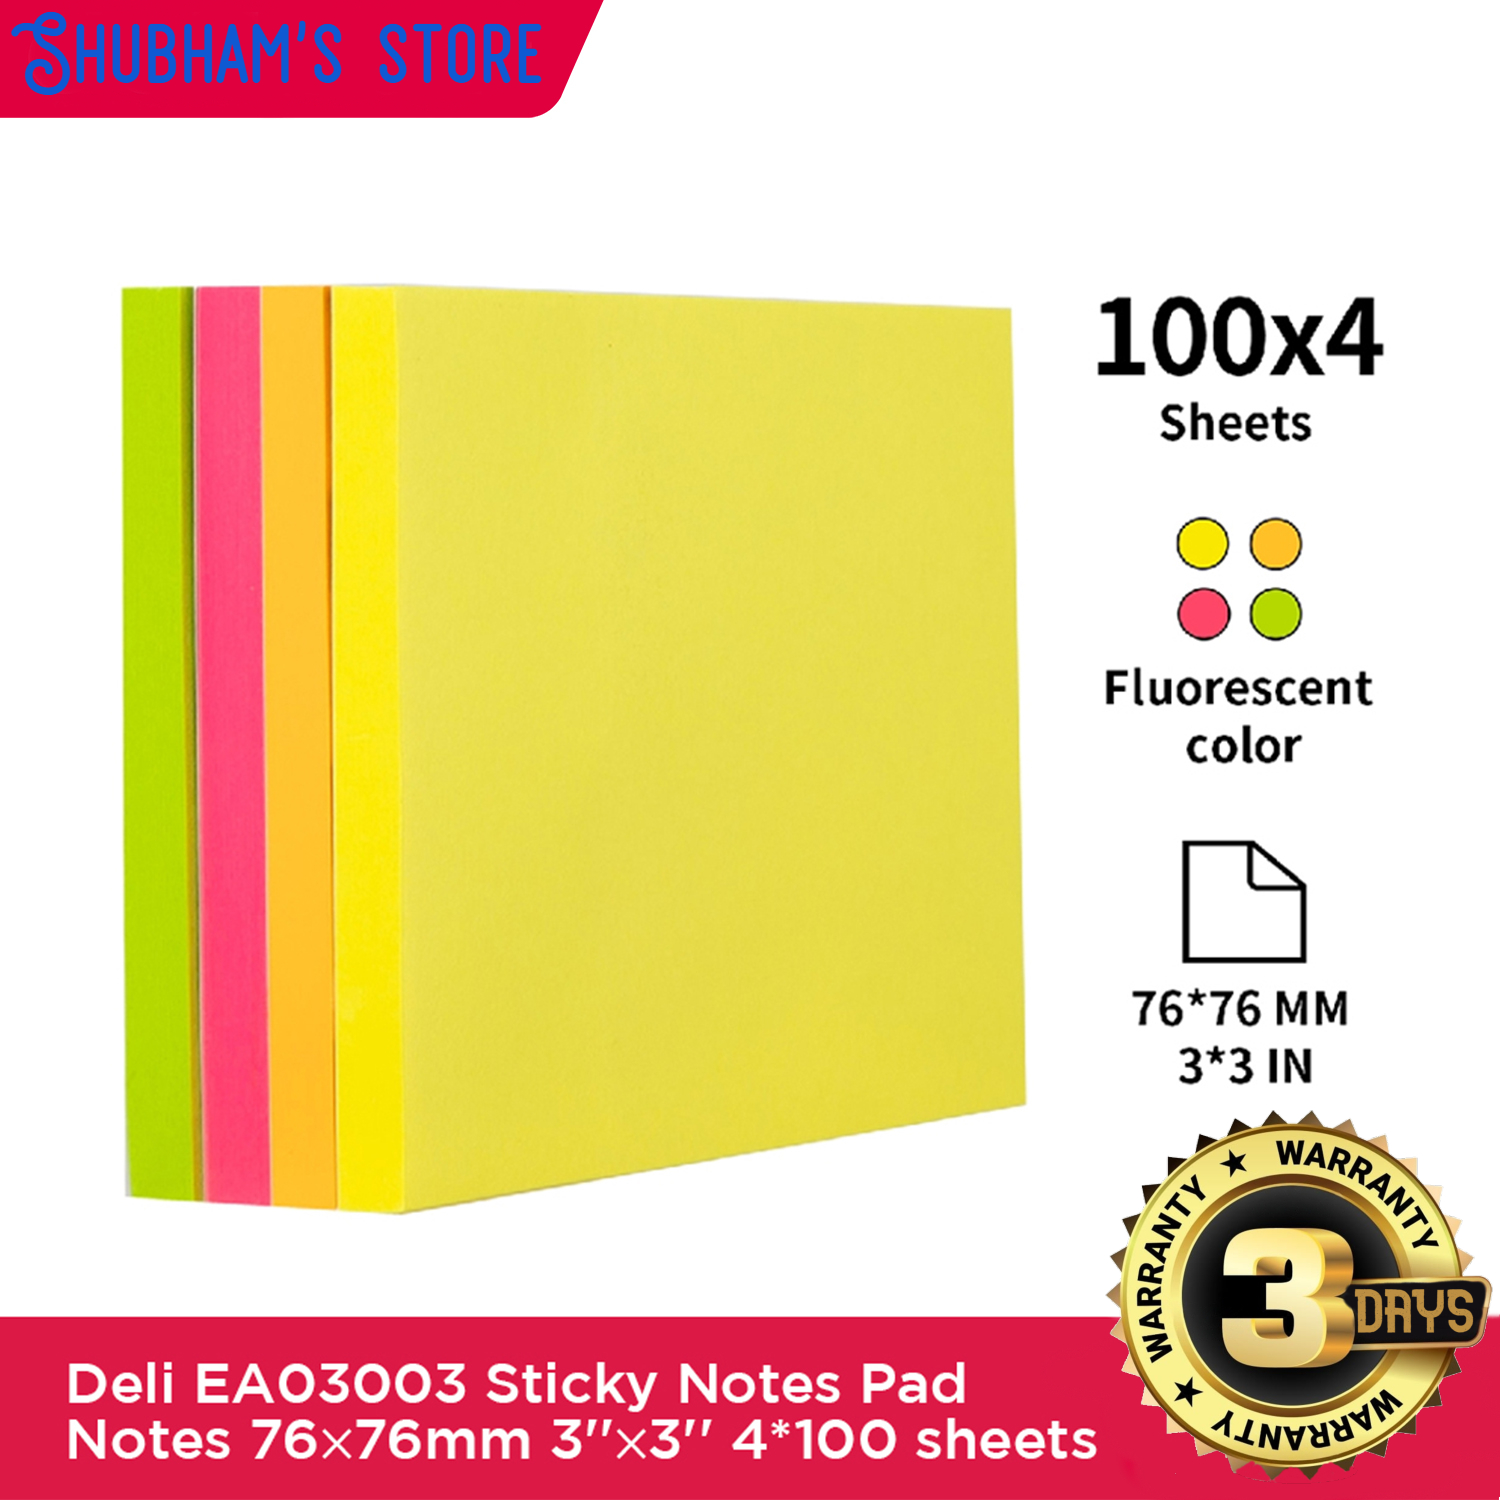 SHUBHAM'S STORE
100x4
Sheets
Fluorescent
color
76*76 MM
3*3 IN
WARRANTY ★ WARRANTY
3 DAYS
★ WARRANTY WARRANTY
Deli EA03003 Sticky Notes Pad
Notes 76×76mm 3''×3'' 4*100 sheets